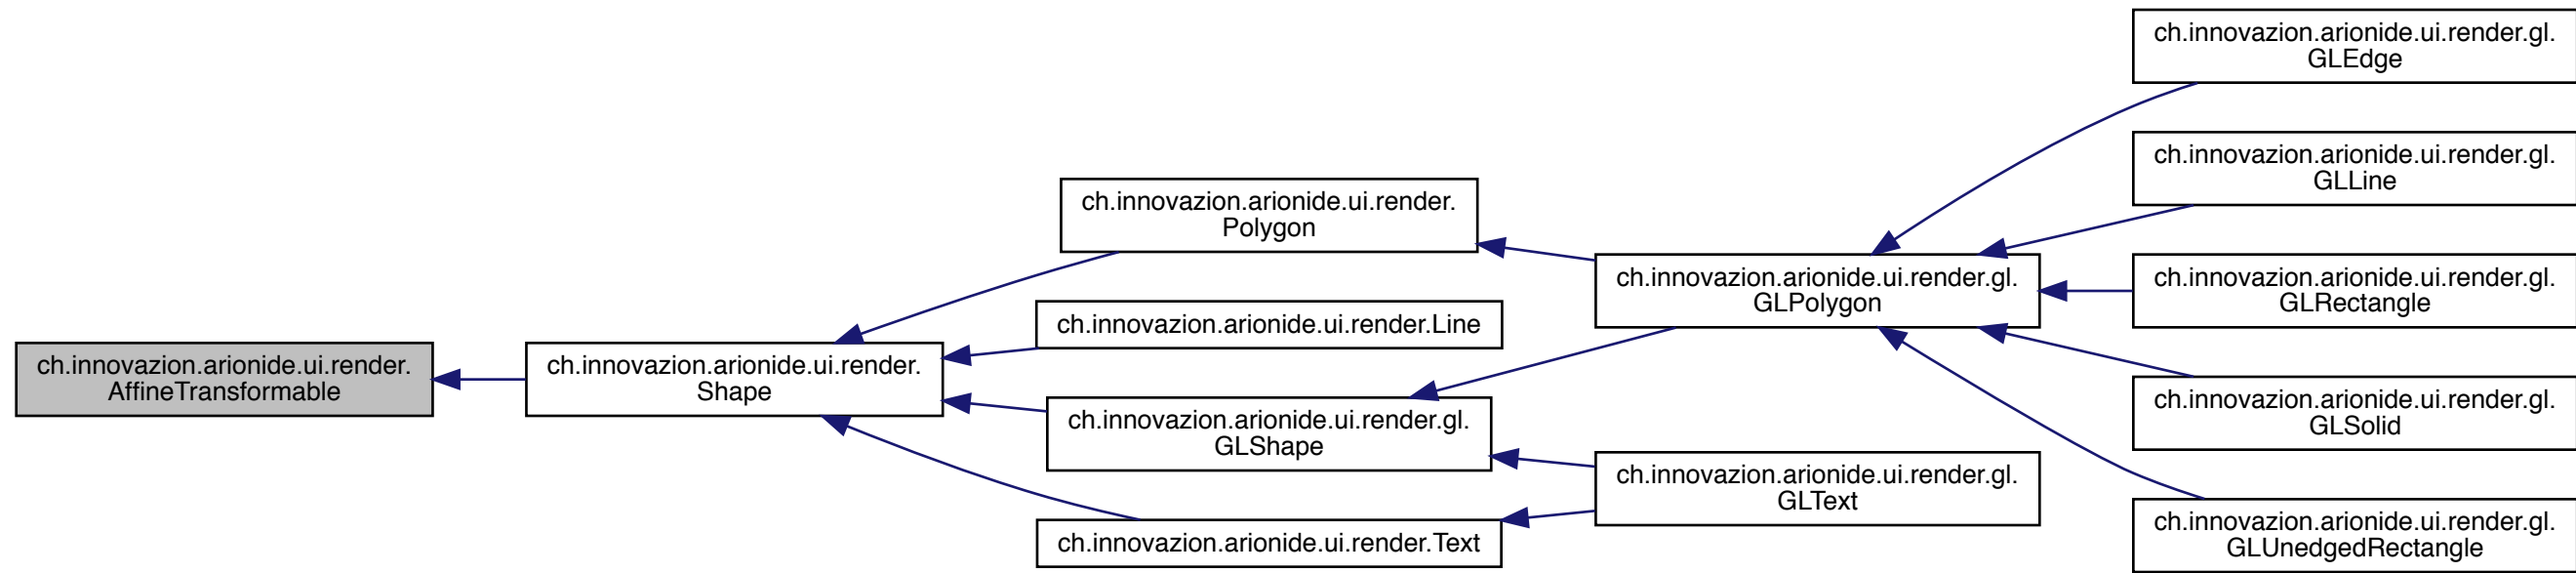 ch.innovazion.arionide.ui.render.
AffineTransformable
ch.innovazion.arionide.ui.render.
Shape
ch.innovazion.arionide.ui.render.
Polygon
ch.innovazion.arionide.ui.render.Line
ch.innovazion.arionide.ui.render.gl.
GLShape
ch.innovazion.arionide.ui.render.Text
ch.innovazion.arionide.ui.render.gl.
GLPolygon
ch.innovazion.arionide.ui.render.gl.
GLText
ch.innovazion.arionide.ui.render.gl.
GLEdge
ch.innovazion.arionide.ui.render.gl.
GLLine
ch.innovazion.arionide.ui.render.gl.
GLRectangle
ch.innovazion.arionide.ui.render.gl.
GLSolid
ch.innovazion.arionide.ui.render.gl.
GLUnedgedRectangle